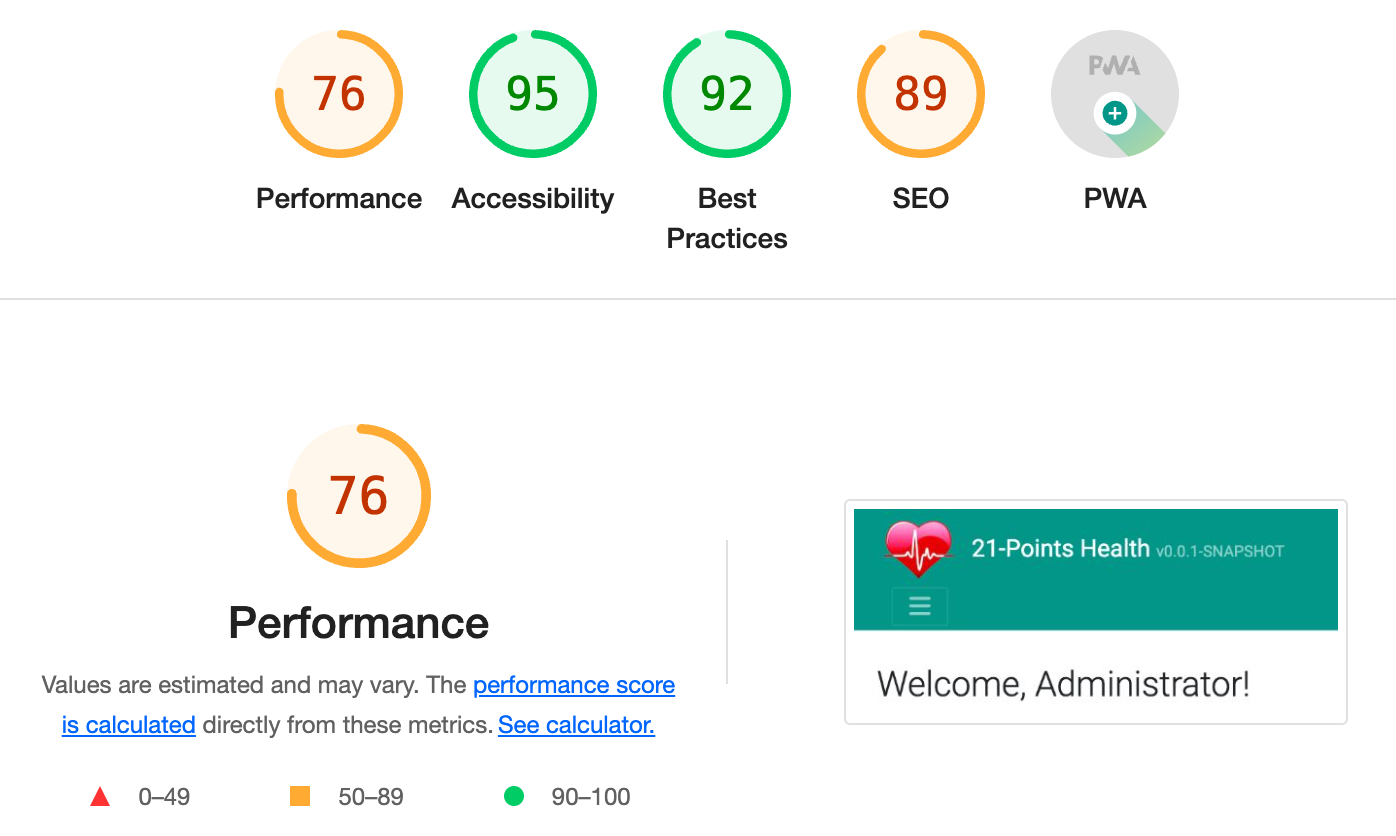 76
95
92
89
PWA
Performance
Accessibility
Best
Practices
SEO
PWA
76
Performance
Values are estimated and may vary. The performance score
is calculated directly from these metrics. See calculator.
0–49
50–89
90–100
21-Points Health v0.0.1-SNAPSHOT
Welcome, Administrator!